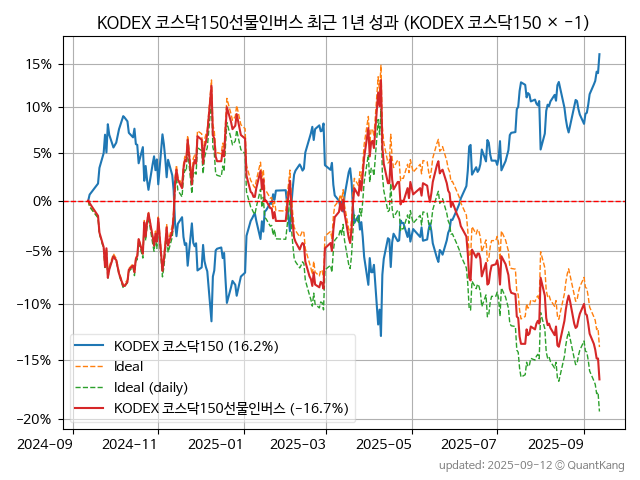 KODEX 코스닥150선물인버스 최근 1년 성과 (KODEX 코스닥150 × −1)
15%
10%
5%
0%
−5%
−10%
−15%
−20%
KODEX 코스닥150 (16.2%)
Ideal
Ideal (daily)
KODEX 코스닥150선물인버스 (−16.7%)
2024-09
2024-11
2025-01
2025-03
2025-05
2025-07
2025-09
updated: 2025-09-12 © QuantKang